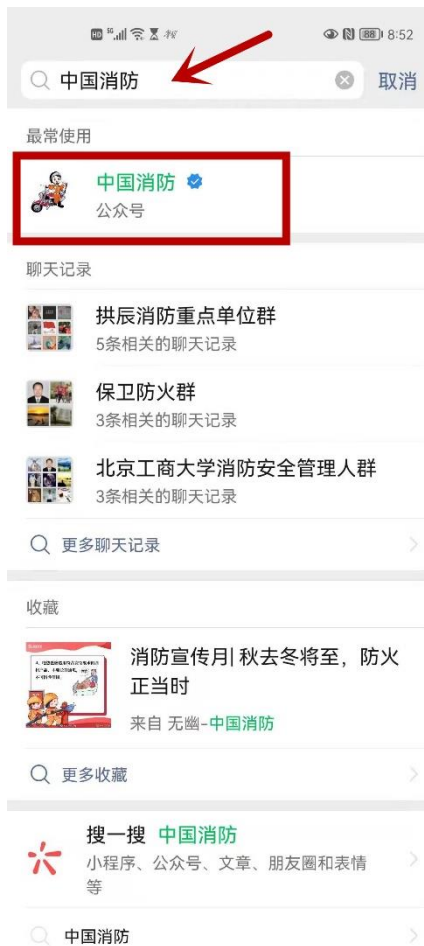 HD 5G 88 8:52
中国消防 取消
最常使用
中国消防
公众号
聊天记录
拱辰消防重点单位群
5条相关的聊天记录
保卫防火群
3条相关的聊天记录
北京工商大学消防安全管理人群
3条相关的聊天记录
更多聊天记录
收藏
消防宣传月|秋去冬将至，防火
正当时
来自 无幽-中国消防
更多收藏
搜一搜 中国消防
小程序、公众号、文章、朋友圈和表情
等
中国消防